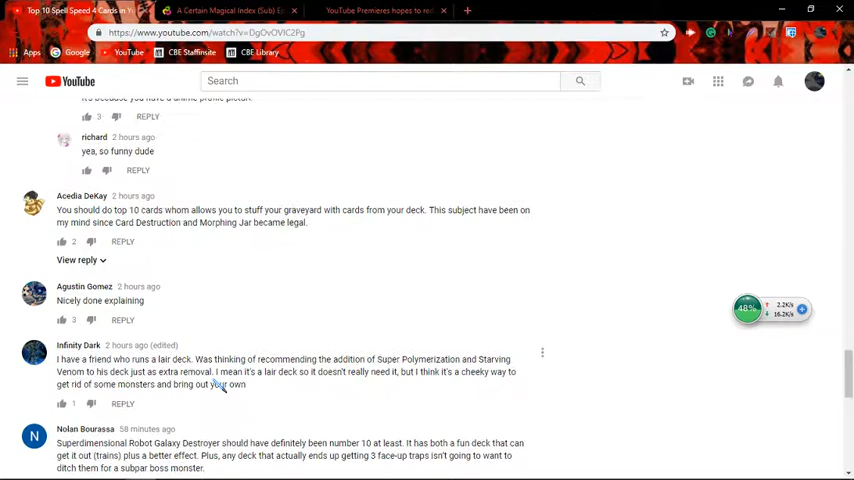 Top 10 Spell Speed 4 Cards in Yu
A Certain Magical Index (Sub) E
YouTube Premieres hopes to re
https://www.youtube.com/watch?v=DgOvOVIC2Pg
Apps Google YouTube CBE Staffinsite CBE Library
YouTube Search
It's because you have a anime profile picture.
3 REPLY
richard 2 hours ago
yea, so funny dude
REPLY
Acedia DeKay 2 hours ago
You should do top 10 cards whom allows you to stuff your graveyard with cards from your deck. This subject have been on
my mind since Card Destruction and Morphing Jar became legal.
2 REPLY
View reply
Agustin Gomez 2 hours ago
Nicely done explaining
3 REPLY
48% 2.2K/s
16.2K/s
Infinity Dark 2 hours ago (edited)
I have a friend who runs a lair deck. Was thinking of recommending the addition of Super Polymerization and Starving
Venom to his deck just as extra removal. I mean it's a lair deck so it doesn't really need it, but I think it's a cheeky way to
get rid of some monsters and bring out your own
1 REPLY
N
Nolan Bourassa 58 minutes ago
Superdimensional Robot Galaxy Destroyer should have definitely been number 10 at least. It has both a fun deck that can
get it out (trains) plus a better effect. Plus, any deck that actually ends up getting 3 face-up traps isn't going to want to
ditch them for a subpar boss monster.